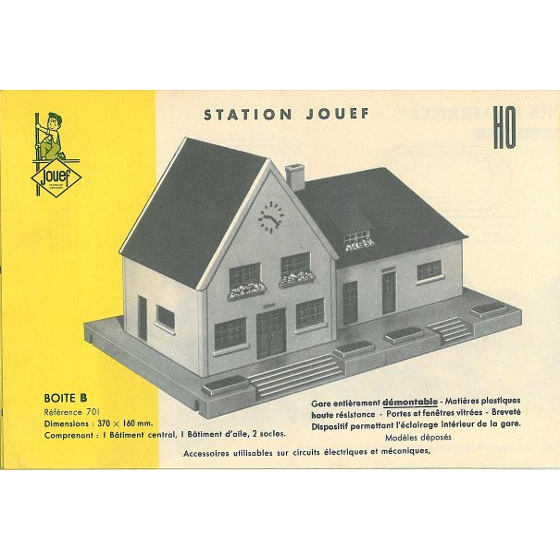 STATION JOUEF
HO
Jouef
BOITE B
Référence 701
Dimensions : 370 × 160 mm.
Comprenant : 1 Bâtiment central, 1 Bâtiment d'aile, 2 socles.
Gare entièrement démontable - Matières plastiques
haute résistance - Portes et fenêtres vitrées - Breveté
Dispositif permettant l'éclairage intérieur de la gare.
Modèles déposés
Accessoires utilisables sur circuits électriques et mécaniques,